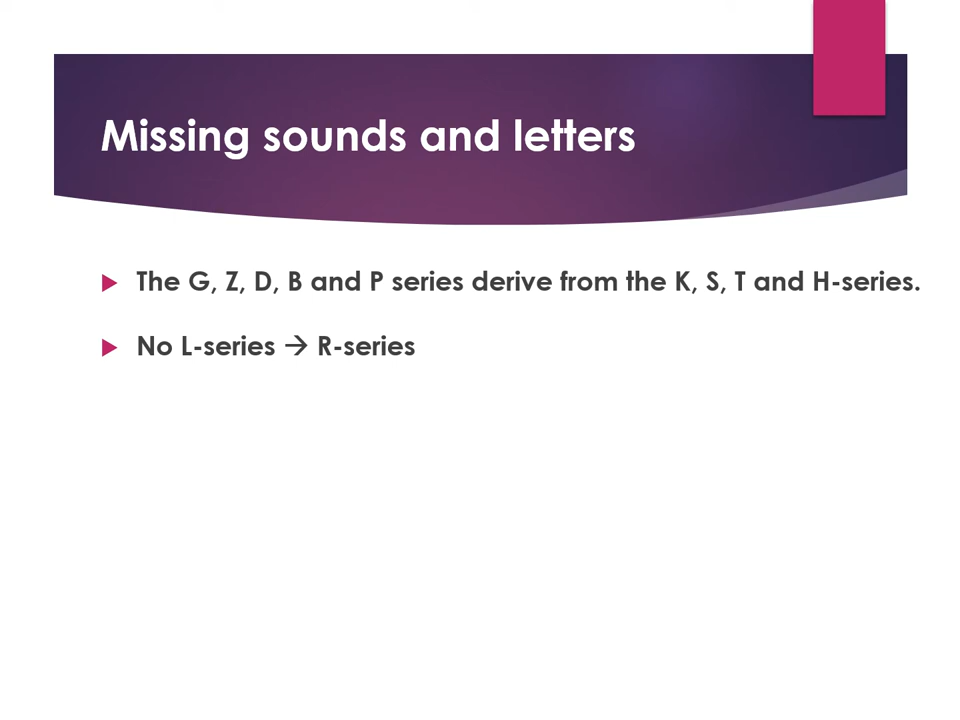 Missing sounds and letters
The G, Z, D, B and P series derive from the K, S, T and H-series.
No L-series → R-series